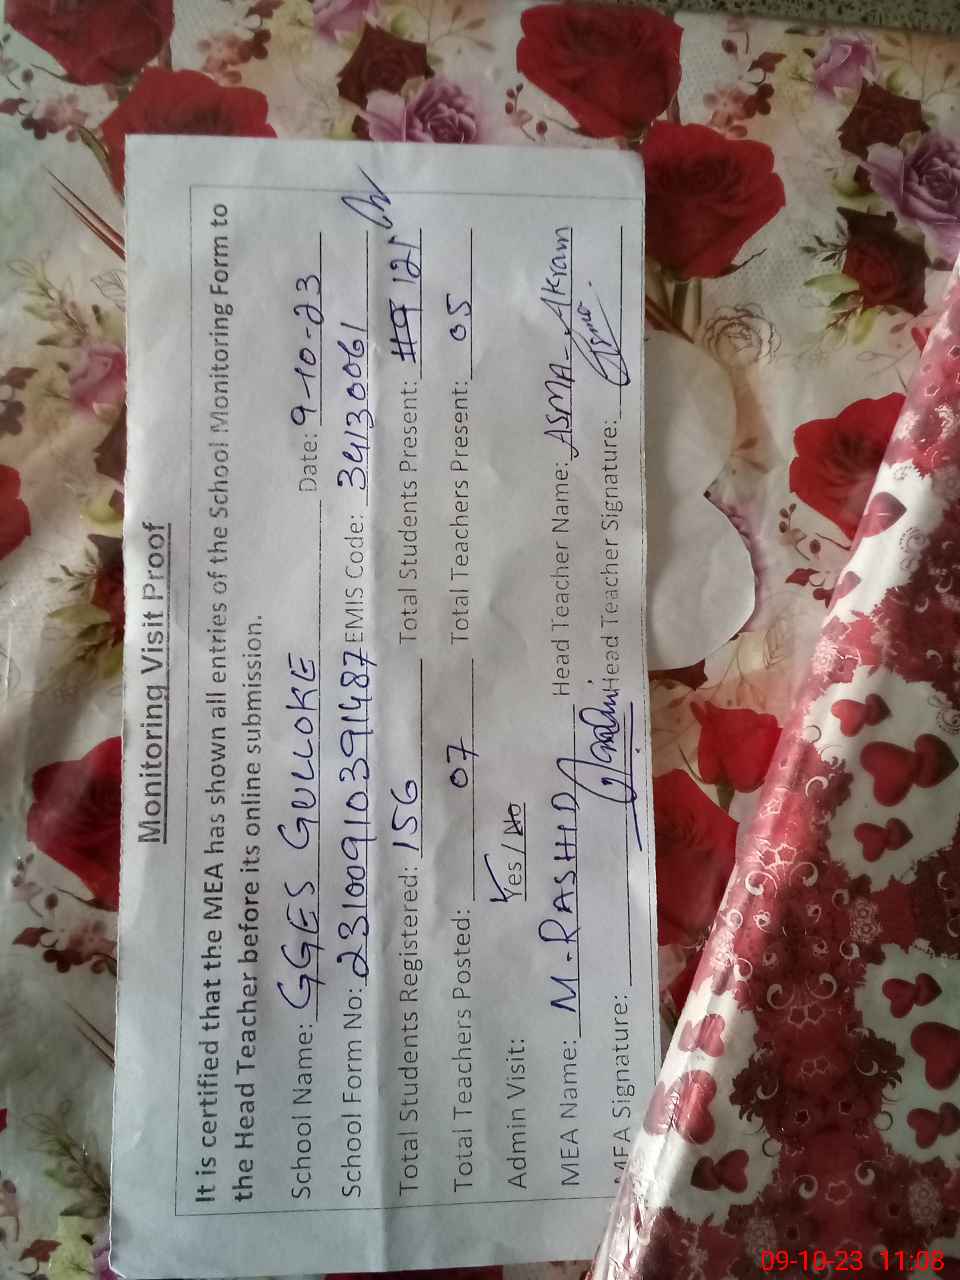 Monitoring Visit Proof
It is certified that the MEA has shown all entries of the School Monitoring Form to
the Head Teacher before its online submission.
School Name: GGES GULLOKE Date: 9-10-23
School Form No: 23100910391487 EMIS Code: 34130061
Total Students Registered: 156 Total Students Present: 121
Total Teachers Posted: 07 Total Teachers Present: 05
Admin Visit: Yes/No
MEA Name: M. RASHID Head Teacher Name: ASMA-Akram
MEA Signature: Head Teacher Signature: Asma
09-10-23 11:08